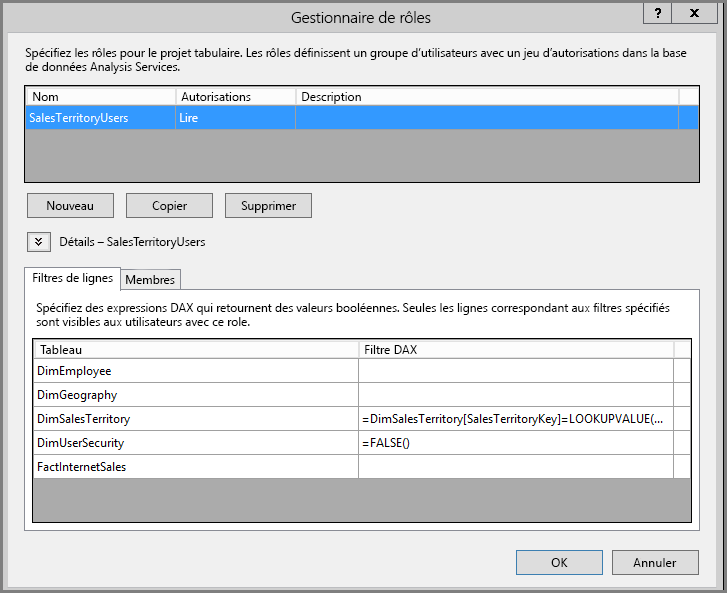 Gestionnaire de rôles
? x
Spécifiez les rôles pour le projet tabulaire. Les rôles définissent un groupe d'utilisateurs avec un jeu d'autorisations dans la base
de données Analysis Services.
Nom Autorisations Description
SalesTerritoryUsers Lire
Nouveau Copier Supprimer
Détails – SalesTerritoryUsers
Filtres de lignes Membres
Spécifiez des expressions DAX qui retournent des valeurs booléennes. Seules les lignes correspondant aux filtres spécifiés
sont visibles aux utilisateurs avec ce role.
Tableau Filtre DAX
DimEmployee
DimGeography
DimSalesTerritory =DimSalesTerritory[SalesTerritoryKey]=LOOKUPVALUE(...
DimUserSecurity =FALSE()
FactInternetSales
OK Annuler